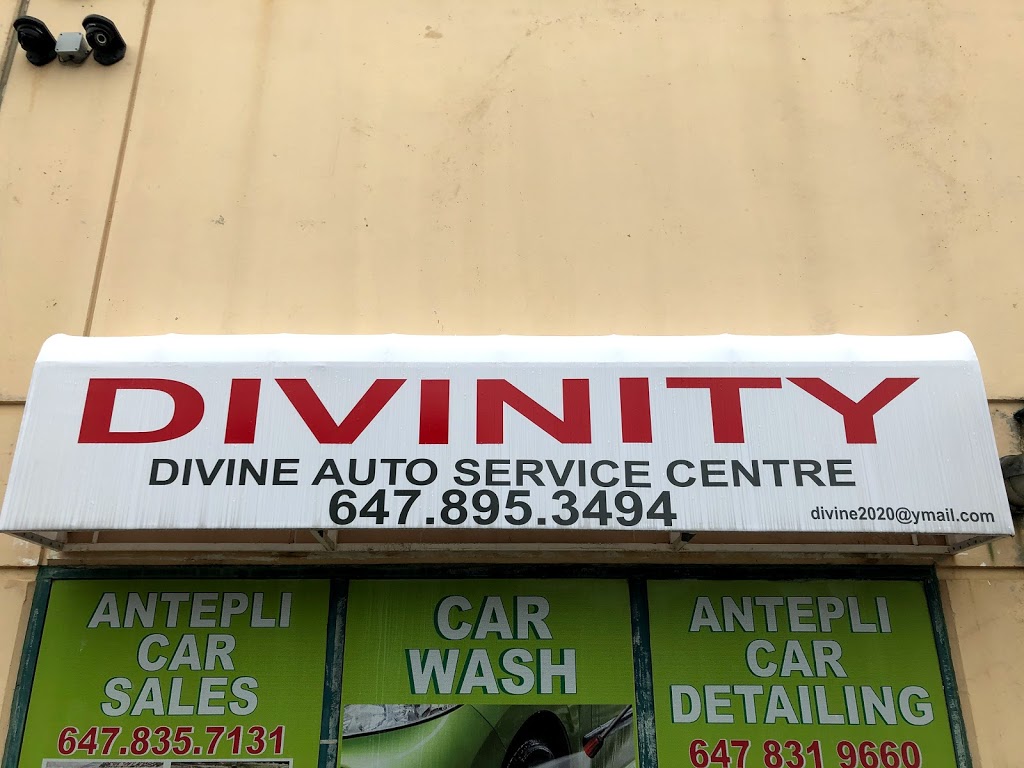 DIVINITY
DIVINE AUTO SERVICE CENTRE
647.895.3494
divine2020@ymail.com
ANTEPLI
CAR
SALES
647.835.7131
CAR
WASH
ANTEPLI
CAR
DETAILING
647 831 9660